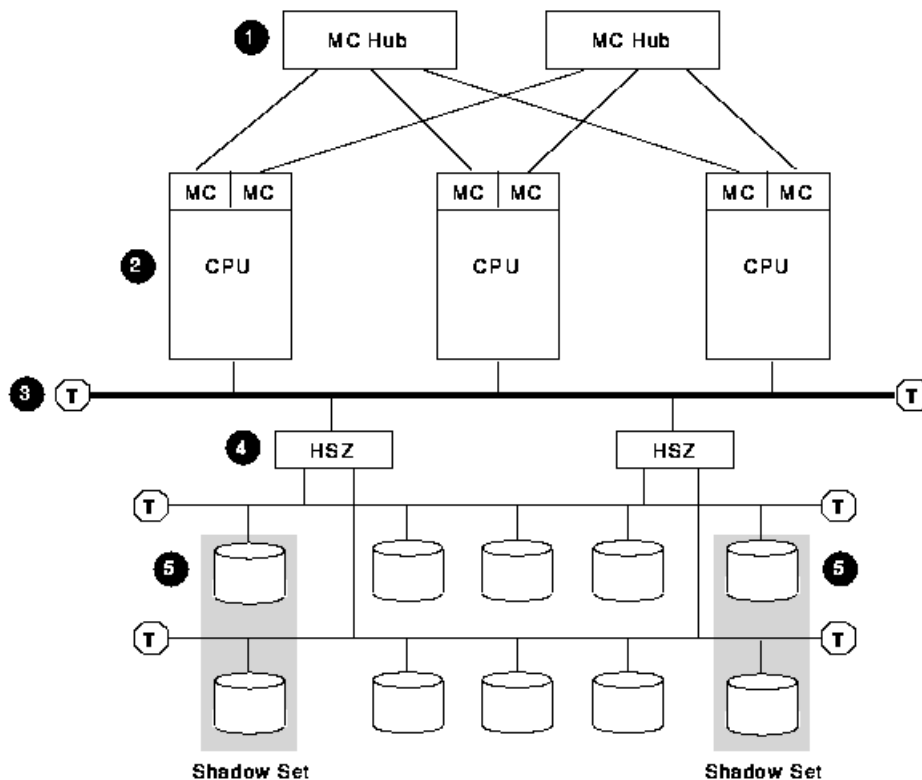 1
MC Hub
MC Hub
MC MC
MC MC
MC MC
2
CPU
CPU
CPU
3
T
T
4
HSZ
HSZ
T
T
5
5
T
T
Shadow Set
Shadow Set